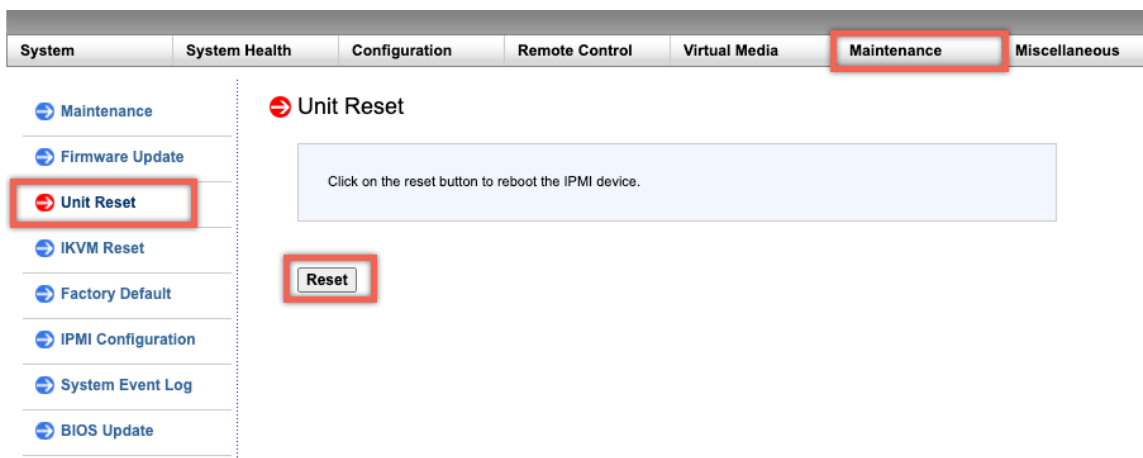 System System Health Configuration Remote Control Virtual Media Maintenance Miscellaneous
Maintenance
Firmware Update
Unit Reset
IKVM Reset
Factory Default
IPMI Configuration
System Event Log
BIOS Update
Unit Reset
Click on the reset button to reboot the IPMI device.
Reset